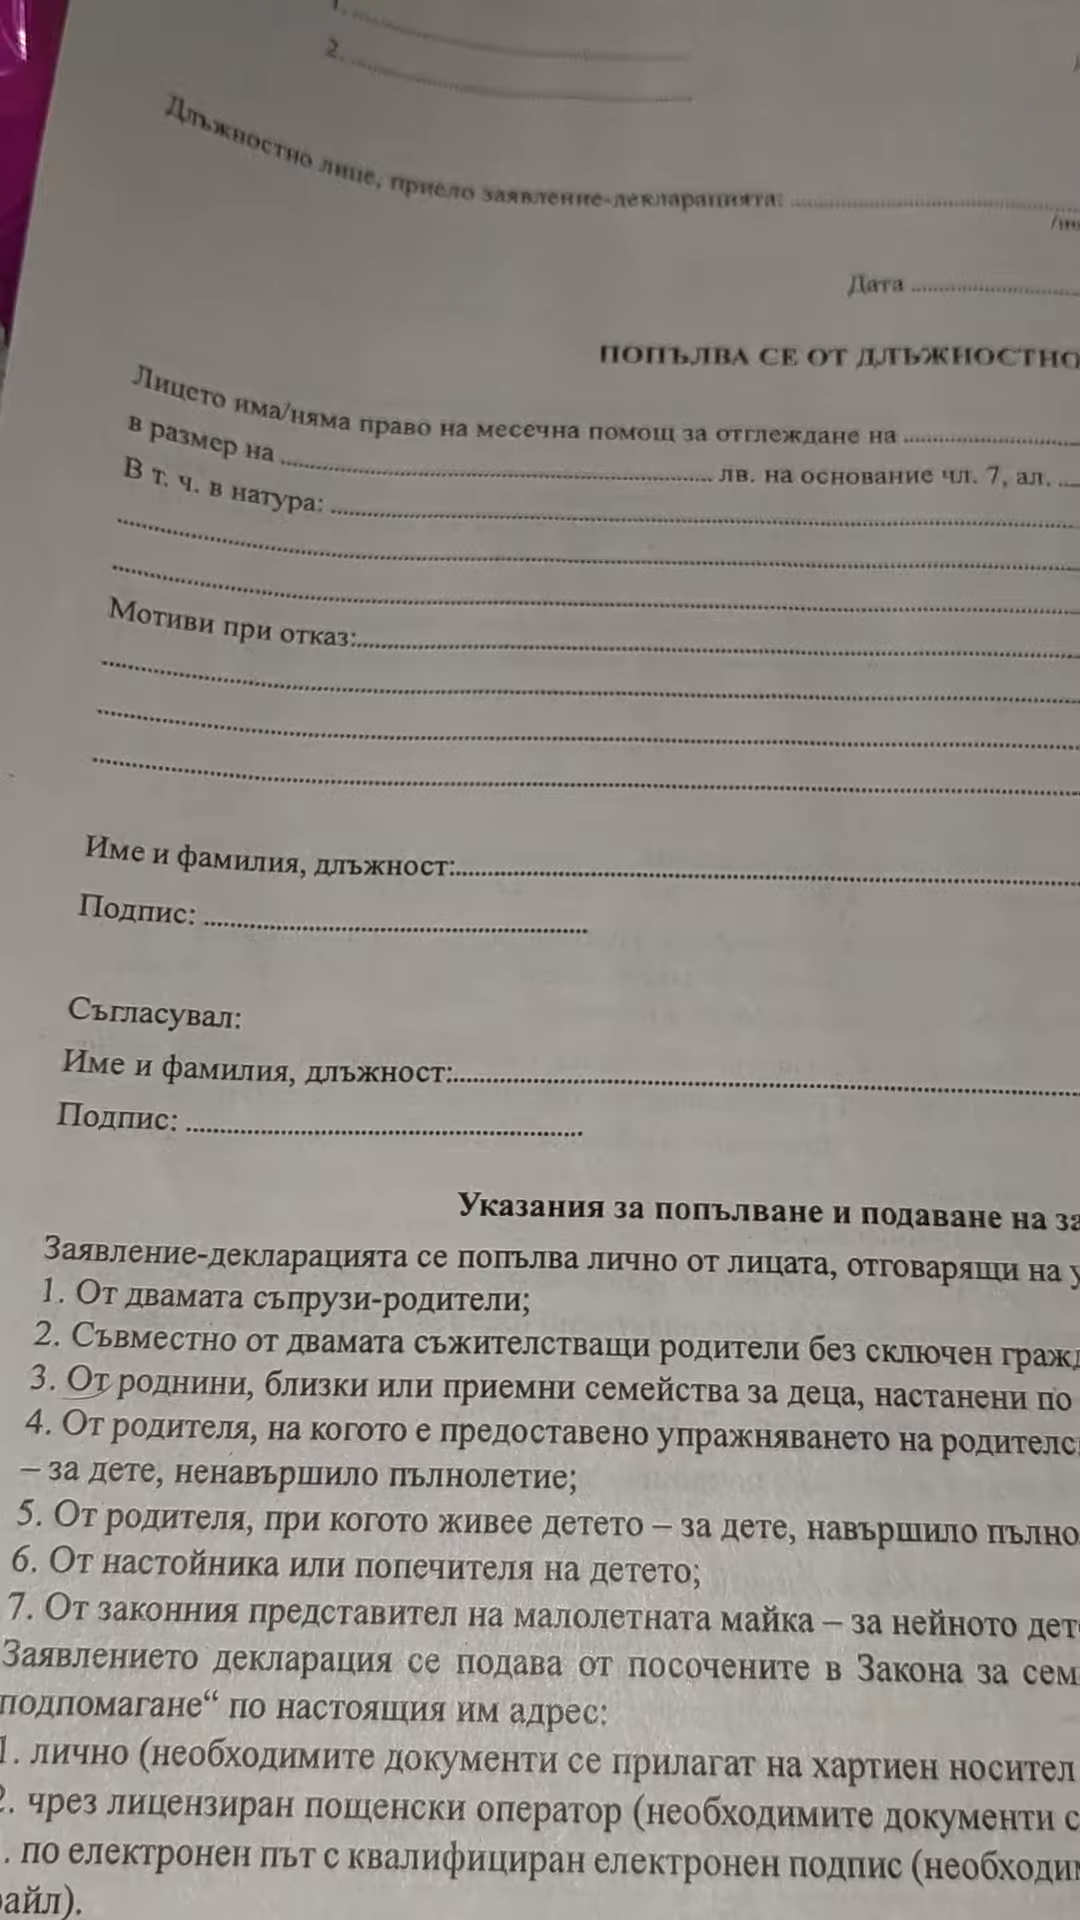 1. ........................
2. ........................
Длъжностно лице, приело заявление-декларацията: ........................
Дата ........................
ПОПЪЛВА СЕ ОТ ДЛЪЖНОСТНО
Лицето има/няма право на месечна помощ за отглеждане на ........................
в размер на ........................ лв. на основание чл. 7, ал. ....
В т. ч. в натура: ........................
........................
........................
Мотиви при отказ:........................
........................
........................
........................
Име и фамилия, длъжност:........................
Подпис: ........................
Съгласувал:
Име и фамилия, длъжност:........................
Подпис: ........................
Указания за попълване и подаване на
Заявление-декларацията се попълва лично от лицата, отговарящи на
1. От двамата съпрузи-родители;
2. Съвместно от двамата съжителстващи родители без сключен
3. От роднини, близки или приемни семейства за деца, настанени по
4. От родителя, на когото е предоставено упражняването на
– за дете, ненавършило пълнолетие;
5. От родителя, при когото живее детето – за дете, навършило
6. От настойника или попечителя на детето;
7. От законния представител на малолетната майка – за нейното
Заявлението декларация се подава от посочените в Закона за
подпомагане“ по настоящия им адрес:
1. лично (необходимите документи се прилагат на хартиен носител
2. чрез лицензиран пощенски оператор (необходимите документи
. по електронен път с квалифициран електронен подпис
айл).